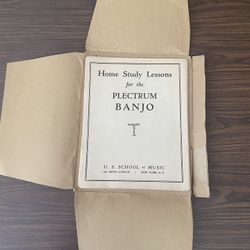 Home Study Lessons
for the
PLECTRUM
BANJO
U. S. SCHOOL of MUSIC
NEW YORK, N. Y.